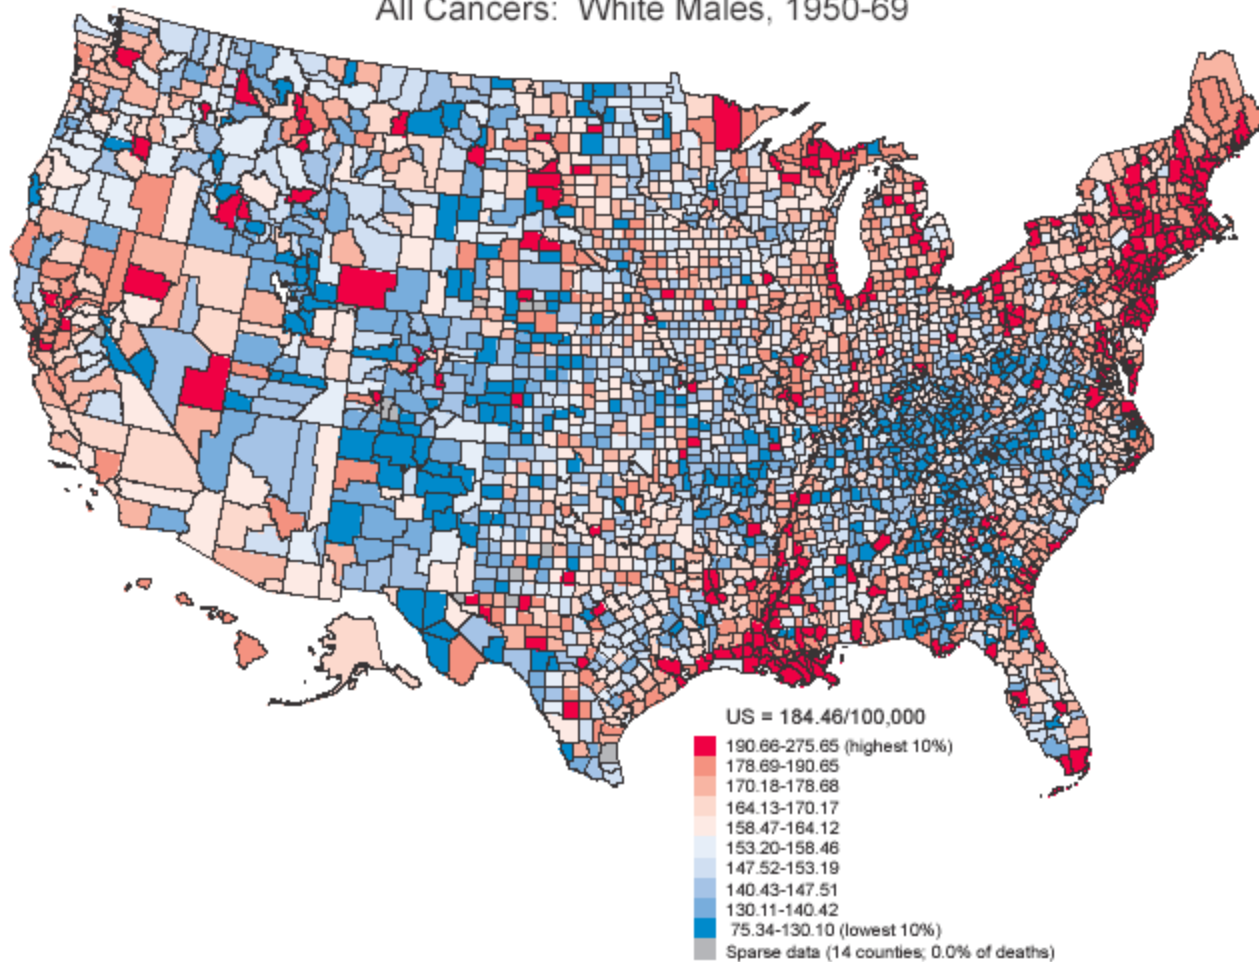 All Cancers: White Males, 1950-69
US = 184.46/100,000
190.66-275.65 (highest 10%)
178.69-190.65
170.18-178.68
164.13-170.17
158.47-164.12
153.20-158.46
147.52-153.19
140.43-147.51
130.11-140.42
75.34-130.10 (lowest 10%)
Sparse data (14 counties; 0.0% of deaths)